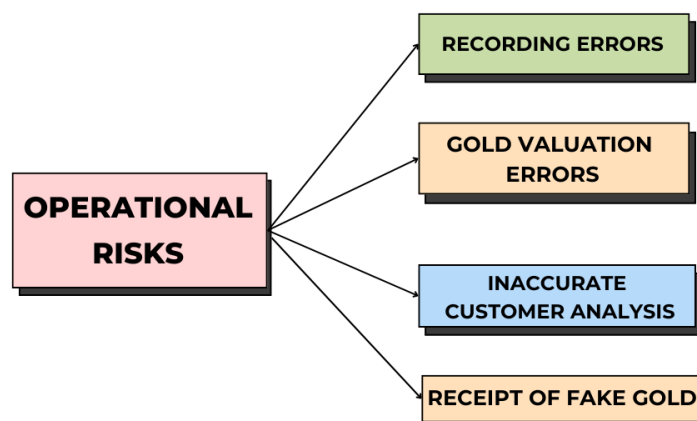 OPERATIONAL
RISKS
RECORDING ERRORS
GOLD VALUATION
ERRORS
INACCURATE
CUSTOMER ANALYSIS
RECEIPT OF FAKE GOLD